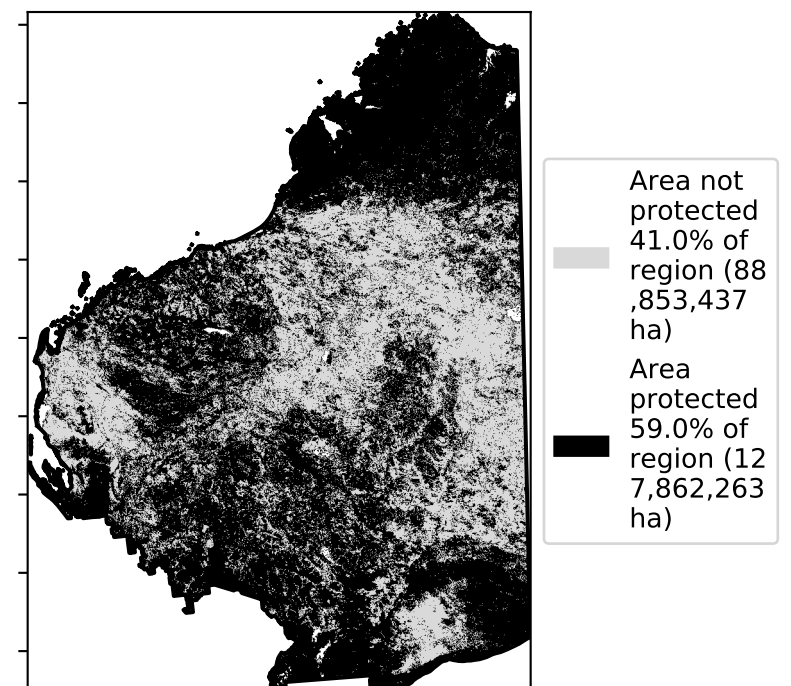 Area not
protected
41.0% of
region (88
,853,437
ha)
Area
protected
59.0% of
region (12
7,862,263
ha)